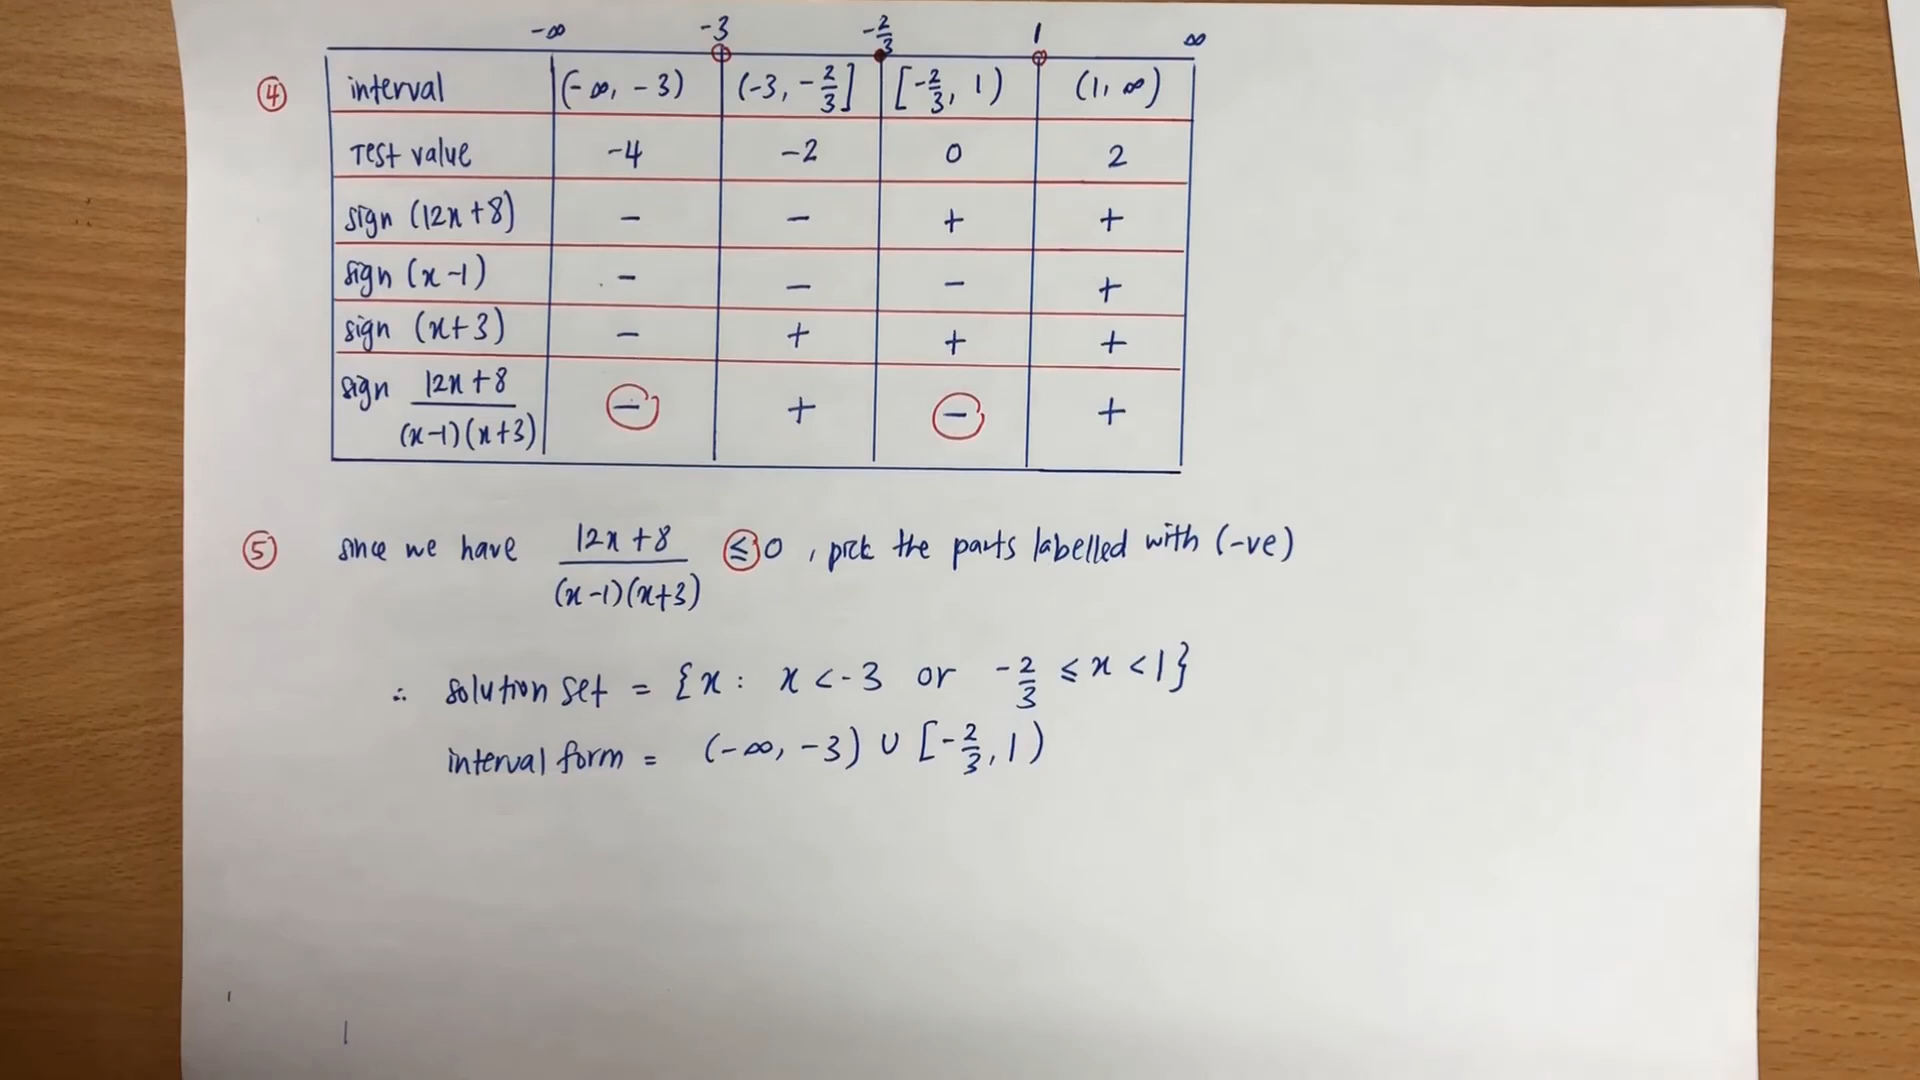 -∞ -3 -2/3 1 ∞
④ interval (-∞, -3) (-3, -2/3] [-2/3, 1) (1, ∞)
Test value -4 -2 0 2
sign (12x+8) - - + +
sign (x-1) - - - +
sign (x+3) - + + +
sign (12x+8)/((x-1)(x+3)) - + - +
⑤ since we have (12x+8)/((x-1)(x+3)) ≤ 0, pick the parts labelled with (-ve)
∴ solution set = {x: x < -3 or -2/3 ≤ x < 1}
interval form = (-∞, -3) ∪ [-2/3, 1)